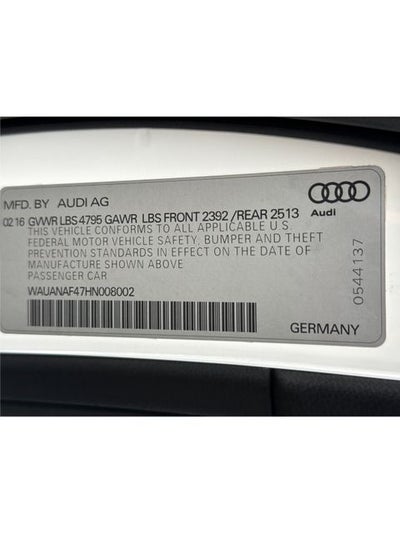 MFD. BY AUDI AG
02 16 GVWR LBS 4795 GAWR LBS FRONT 2392 /REAR 2513
THIS VEHICLE CONFORMS TO ALL APPLICABLE U.S.
FEDERAL MOTOR VEHICLE SAFETY, BUMPER AND THEFT
PREVENTION STANDARDS IN EFFECT ON THE DATE OF
MANUFACTURE SHOWN ABOVE
PASSENGER CAR
WAUANAF47HN008002
GERMANY
Audi
0544137